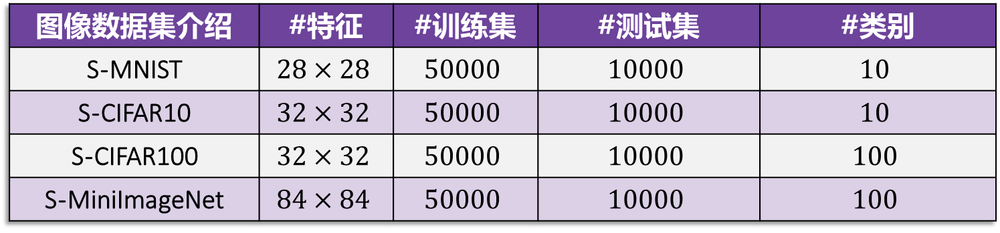 图像数据集介绍 #特征 #训练集 #测试集 #类别
S-MNIST 28 × 28 50000 10000 10
S-CIFAR10 32 × 32 50000 10000 10
S-CIFAR100 32 × 32 50000 10000 100
S-MiniImageNet 84 × 84 50000 10000 100